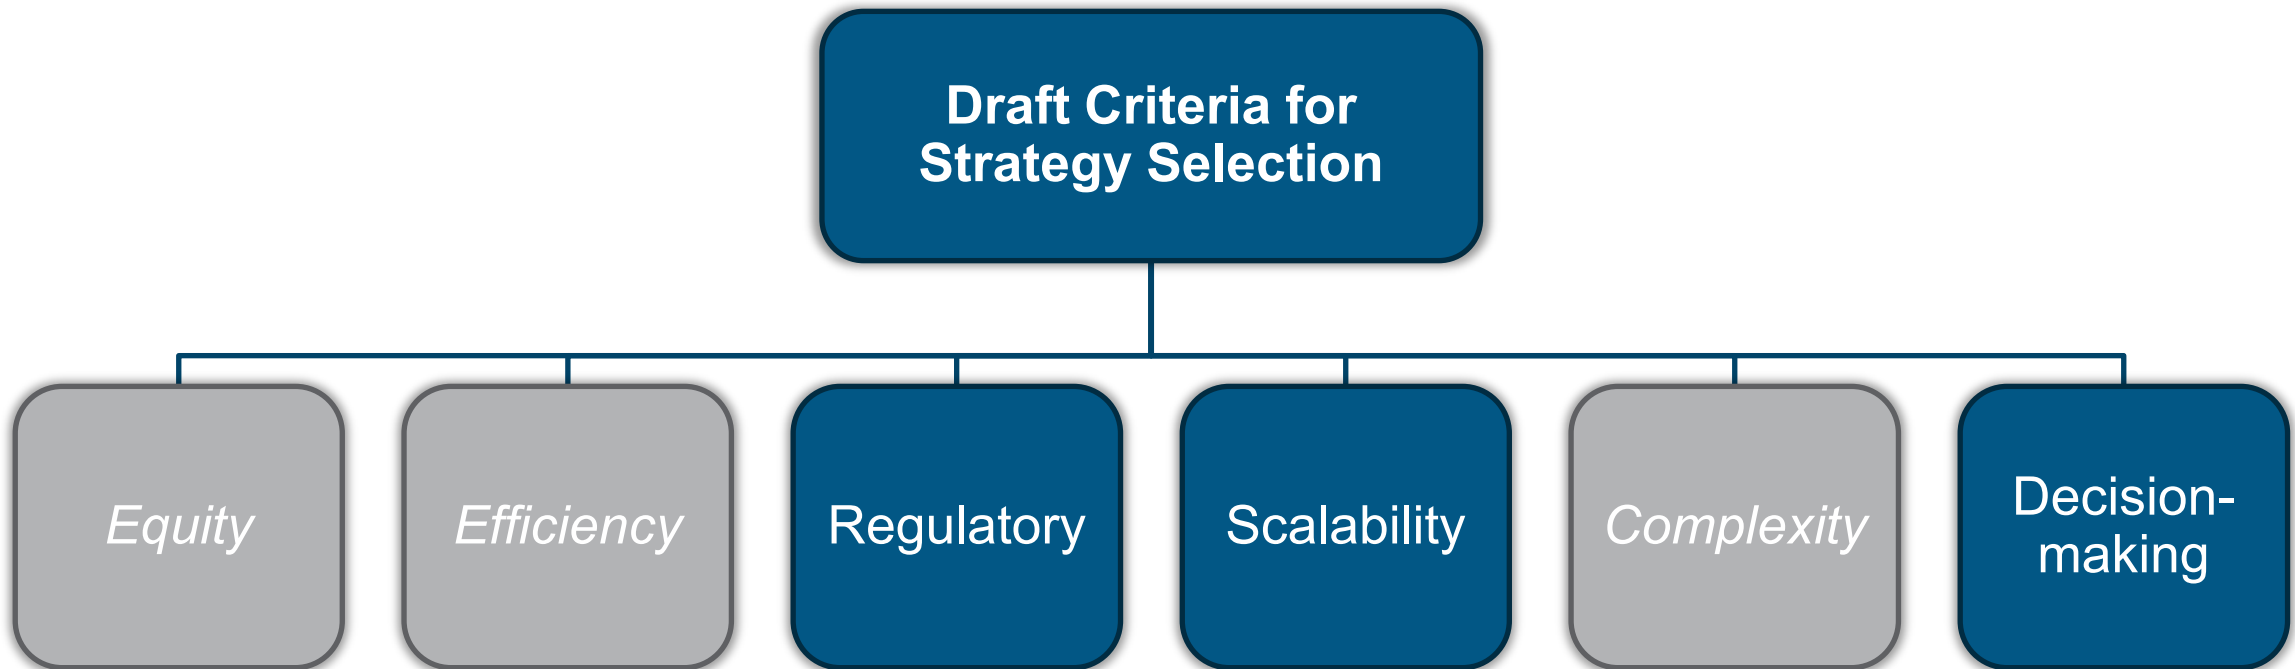 Draft Criteria for
Strategy Selection
Equity
Efficiency
Regulatory
Scalability
Complexity
Decision-
making